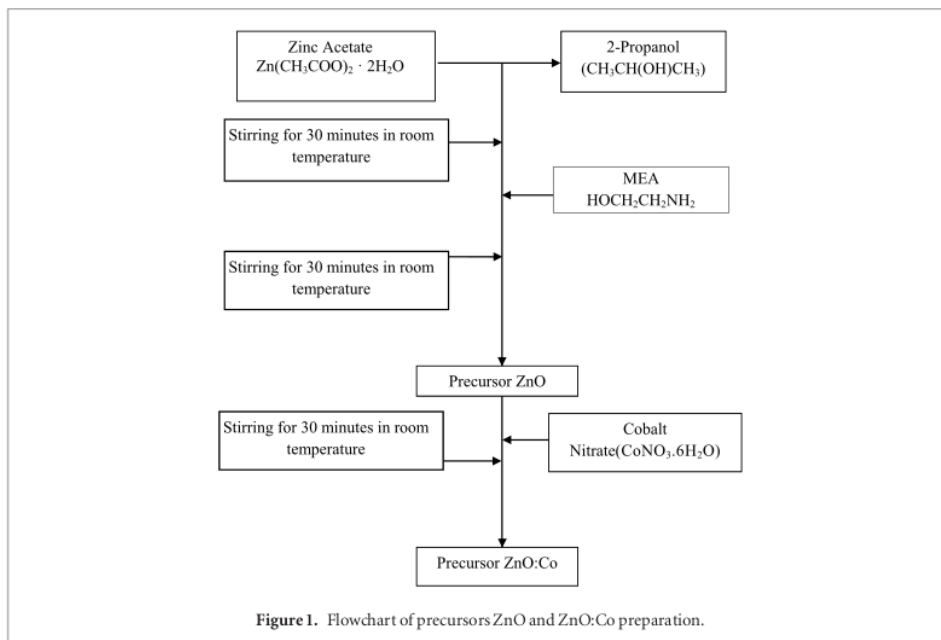 Zinc Acetate
Zn(CH₃COO)₂ · 2H₂O
2-Propanol
(CH₃CH(OH)CH₃)
Stirring for 30 minutes in room
temperature
MEA
HOCH₂CH₂NH₂
Stirring for 30 minutes in room
temperature
Precursor ZnO
Stirring for 30 minutes in room
temperature
Cobalt
Nitrate(CoNO₃.6H₂O)
Precursor ZnO:Co
Figure 1. Flowchart of precursors ZnO and ZnO:Co preparation.